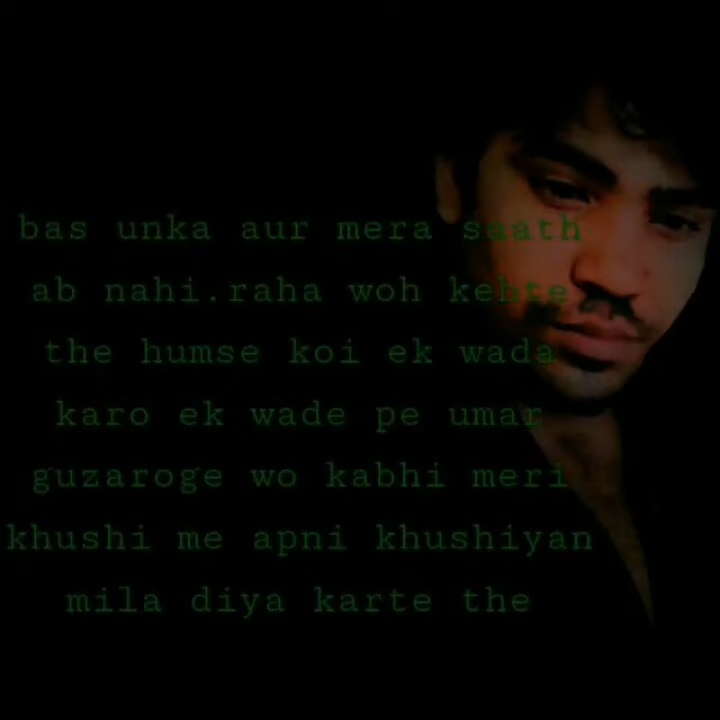 bas unka aur mera saath
ab nahi.raha woh kehte
the humse koi ek wada
karo ek wade pe umar
guzaroge wo kabhi meri
khushi me apni khushiyan
mila diya karte the